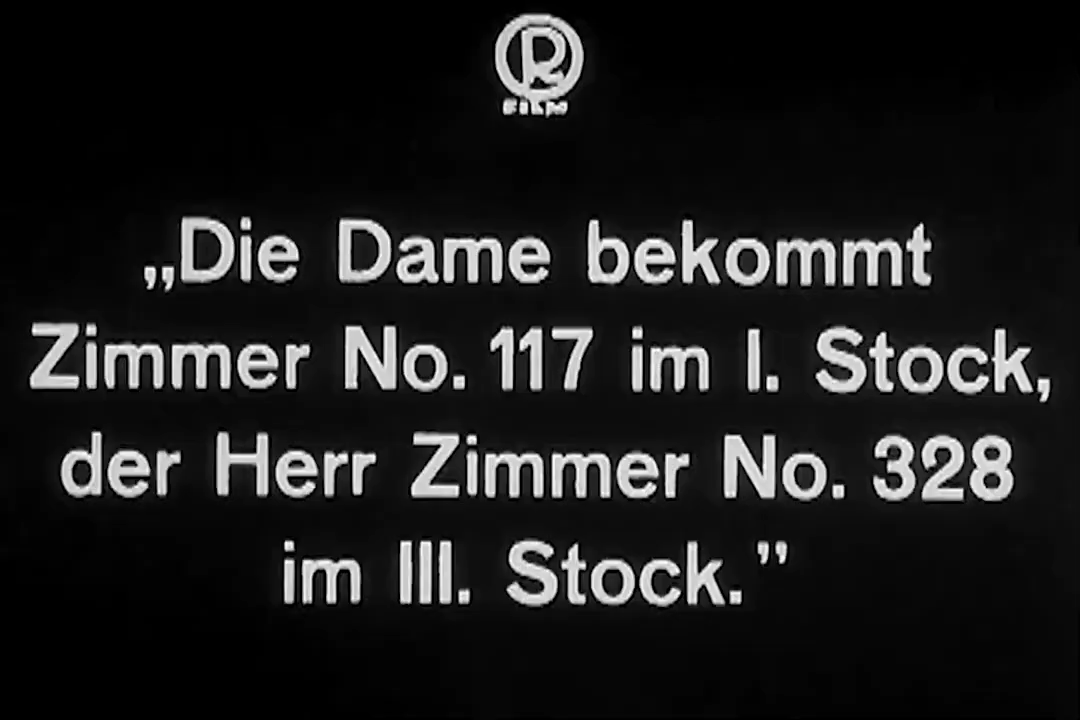 „Die Dame bekommt
Zimmer No. 117 im I. Stock,
der Herr Zimmer No. 328
im III. Stock.”